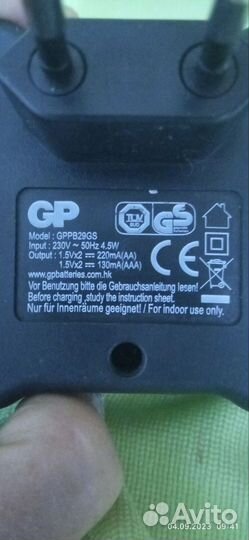 GP
TÜV
SÜD
GS
Model : GPPB29GS
Input : 230V ~ 50Hz 4.5W
Output : 1.5Vx2 ⎓ 220mA(AA)
1.5Vx2 ⎓ 130mA(AAA)
CE
www.gpbatteries.com.hk
Vor Benutzung bitte die Gebrauchsanleitung lesen!
Before charging ,study the instruction sheet.
Nur für Innenräume geeignet! / For indoor use only.
Avito
04.09.2023 09:41